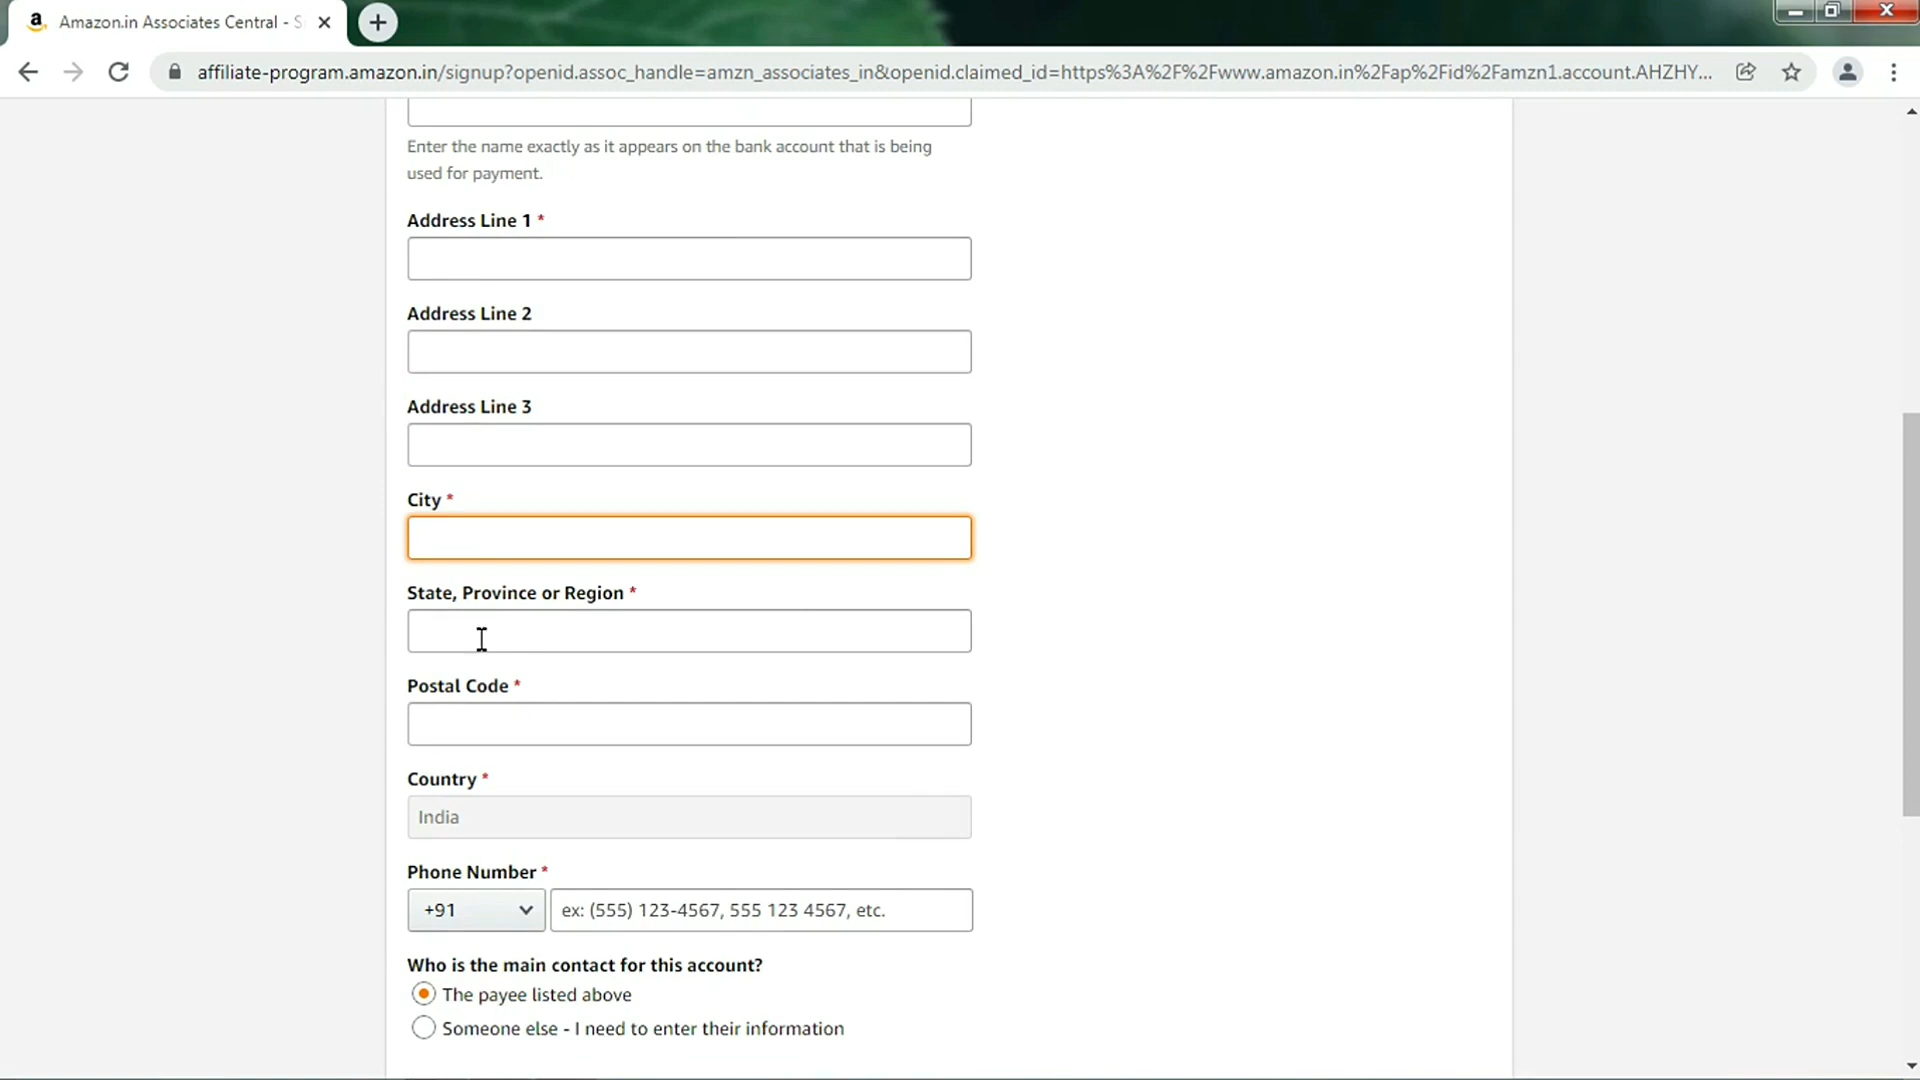 Amazon.in Associates Central - S
affiliate-program.amazon.in/signup?openid.assoc_handle=amzn_associates_in&openid.claimed_id=https%3A%2F%2Fwww.amazon.in%2Fap%2Fid%2Famzn1.account.AHZHY...
Enter the name exactly as it appears on the bank account that is being
used for payment.
Address Line 1 *
Address Line 2
Address Line 3
City *
State, Province or Region *
Postal Code *
Country *
India
Phone Number *
+91
ex: (555) 123-4567, 555 123 4567, etc.
Who is the main contact for this account?
The payee listed above
Someone else - I need to enter their information